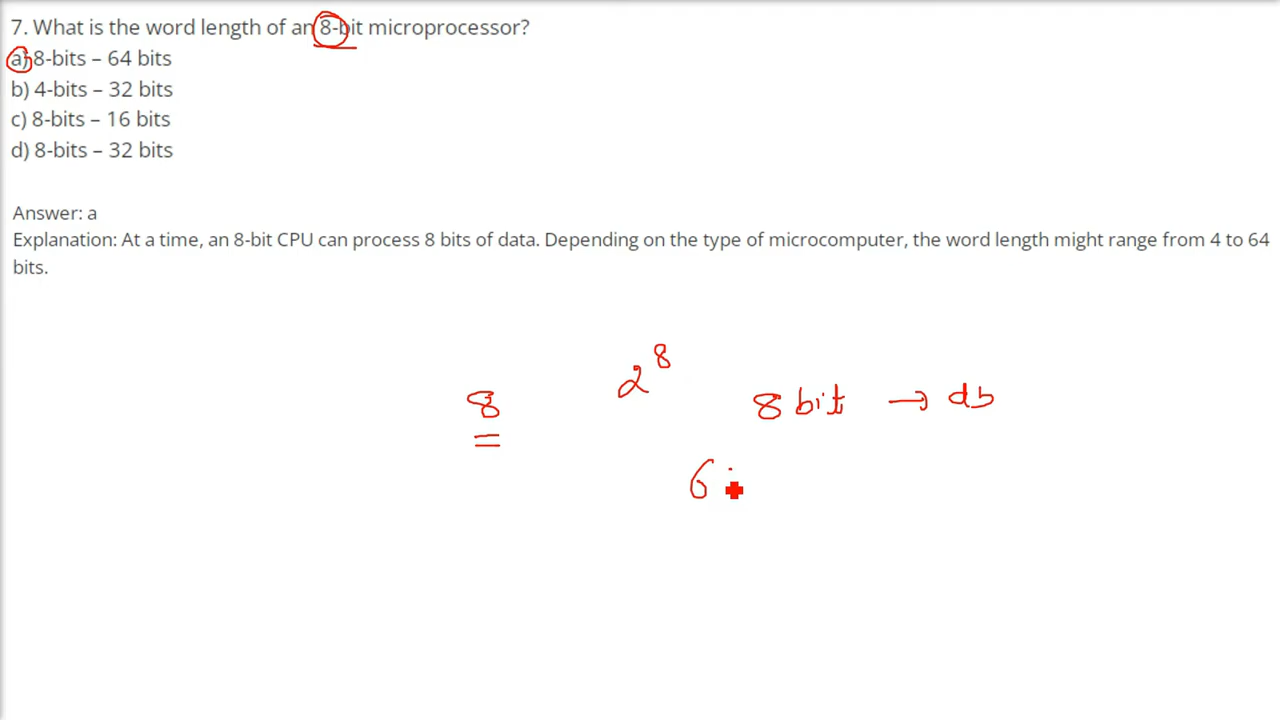 7. What is the word length of an 8-bit microprocessor?
a) 8-bits – 64 bits
b) 4-bits – 32 bits
c) 8-bits – 16 bits
d) 8-bits – 32 bits
Answer: a
Explanation: At a time, an 8-bit CPU can process 8 bits of data. Depending on the type of microcomputer, the word length might range from 4 to 64
bits.
2^8
8 8 bit → db
6